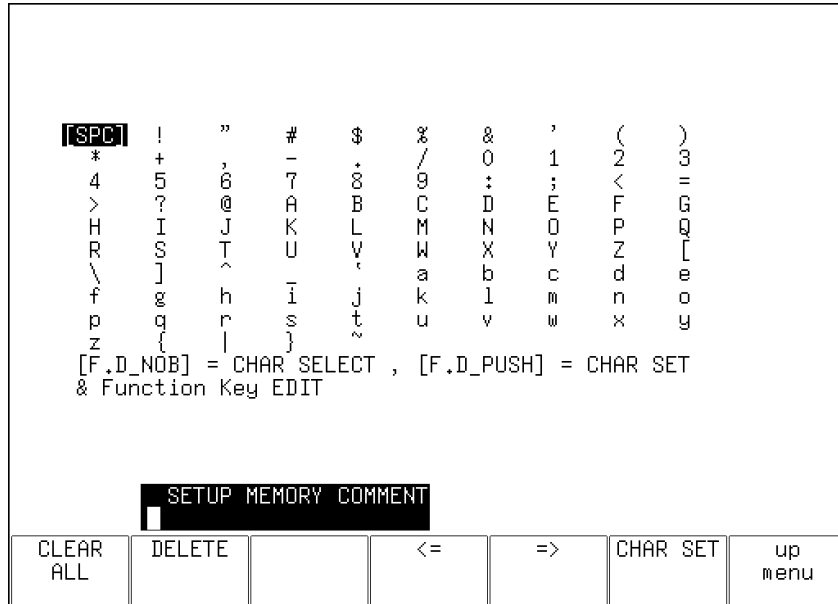 [SPC] ! " # $ % & ' ( )
* + , - . / 0 1 2 3
4 5 6 7 8 9 : ; < =
> ? @ A B C D E F G
H I J K L M N O P Q
R S T U V W X Y Z [
\ ] ^ _ ` a b c d e
f g h i j k l m n o
p q r s t u v w x y
z { | } ~
[F.D_NOB] = CHAR SELECT , [F.D_PUSH] = CHAR SET
& Function Key EDIT
SETUP MEMORY COMMENT
CLEAR ALL
DELETE
<=
=>
CHAR SET
up menu